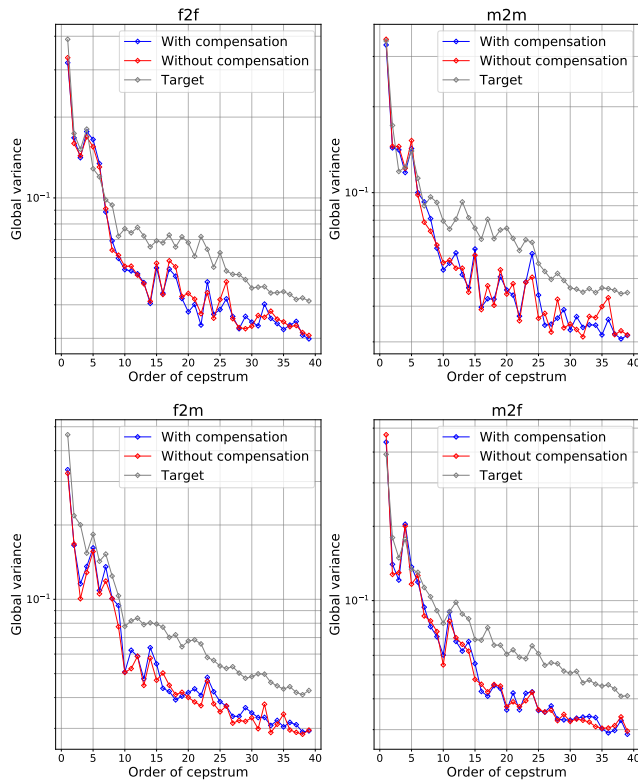 f2f
With compensation
Without compensation
Target
Global variance
10⁻¹
0 5 10 15 20 25 30 35 40
Order of cepstrum
m2m
With compensation
Without compensation
Target
Global variance
10⁻¹
0 5 10 15 20 25 30 35 40
Order of cepstrum
f2m
With compensation
Without compensation
Target
Global variance
10⁻¹
0 5 10 15 20 25 30 35 40
Order of cepstrum
m2f
With compensation
Without compensation
Target
Global variance
10⁻¹
0 5 10 15 20 25 30 35 40
Order of cepstrum